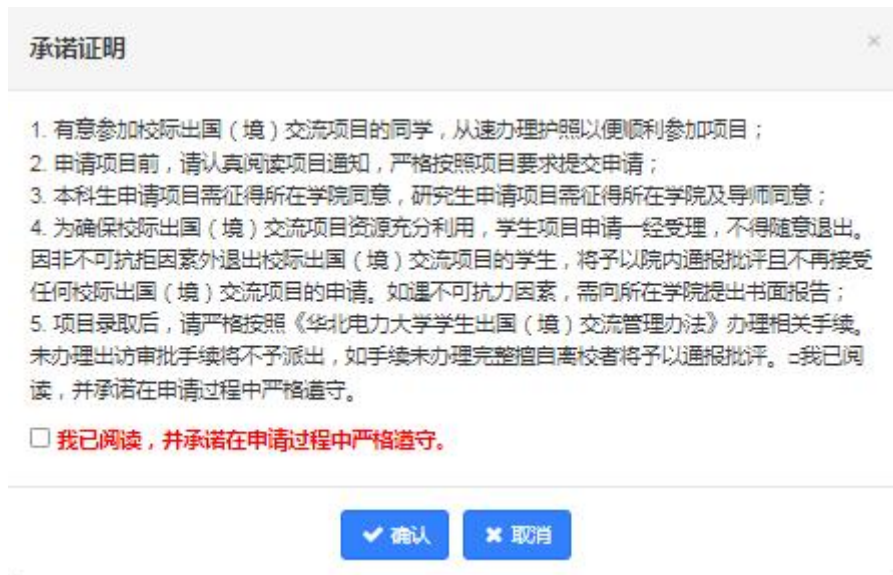 承诺证明
×
1. 有意参加校际出国（境）交流项目的同学，从速办理护照以便顺利参加项目；
2. 申请项目前，请认真阅读项目通知，严格按照项目要求提交申请；
3. 本科生申请项目需征得所在学院同意，研究生申请项目需征得所在学院及导师同意；
4. 为确保校际出国（境）交流项目资源充分利用，学生项目申请一经受理，不得随意退出。
因非不可抗拒因素外退出校际出国（境）交流项目的学生，将予以院内通报批评且不再接受
任何校际出国（境）交流项目的申请。如遇不可抗力因素，需向所在学院提出书面报告；
5. 项目录取后，请严格按照《华北电力大学学生出国（境）交流管理办法》办理相关手续。
未办理出访审批手续将不予派出，如手续未办理完整擅自离校者将予以通报批评。□我已阅
读，并承诺在申请过程中严格遵守。
我已阅读，并承诺在申请过程中严格遵守。
✔ 确认 ✖ 取消